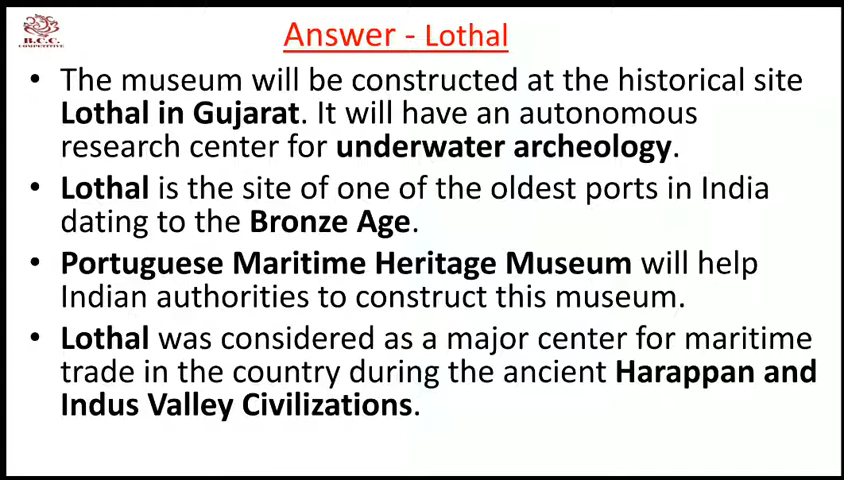 B.C.C.
COMPETITIVE
Answer - Lothal
• The museum will be constructed at the historical site
Lothal in Gujarat. It will have an autonomous
research center for underwater archeology.
• Lothal is the site of one of the oldest ports in India
dating to the Bronze Age.
• Portuguese Maritime Heritage Museum will help
Indian authorities to construct this museum.
• Lothal was considered as a major center for maritime
trade in the country during the ancient Harappan and
Indus Valley Civilizations.